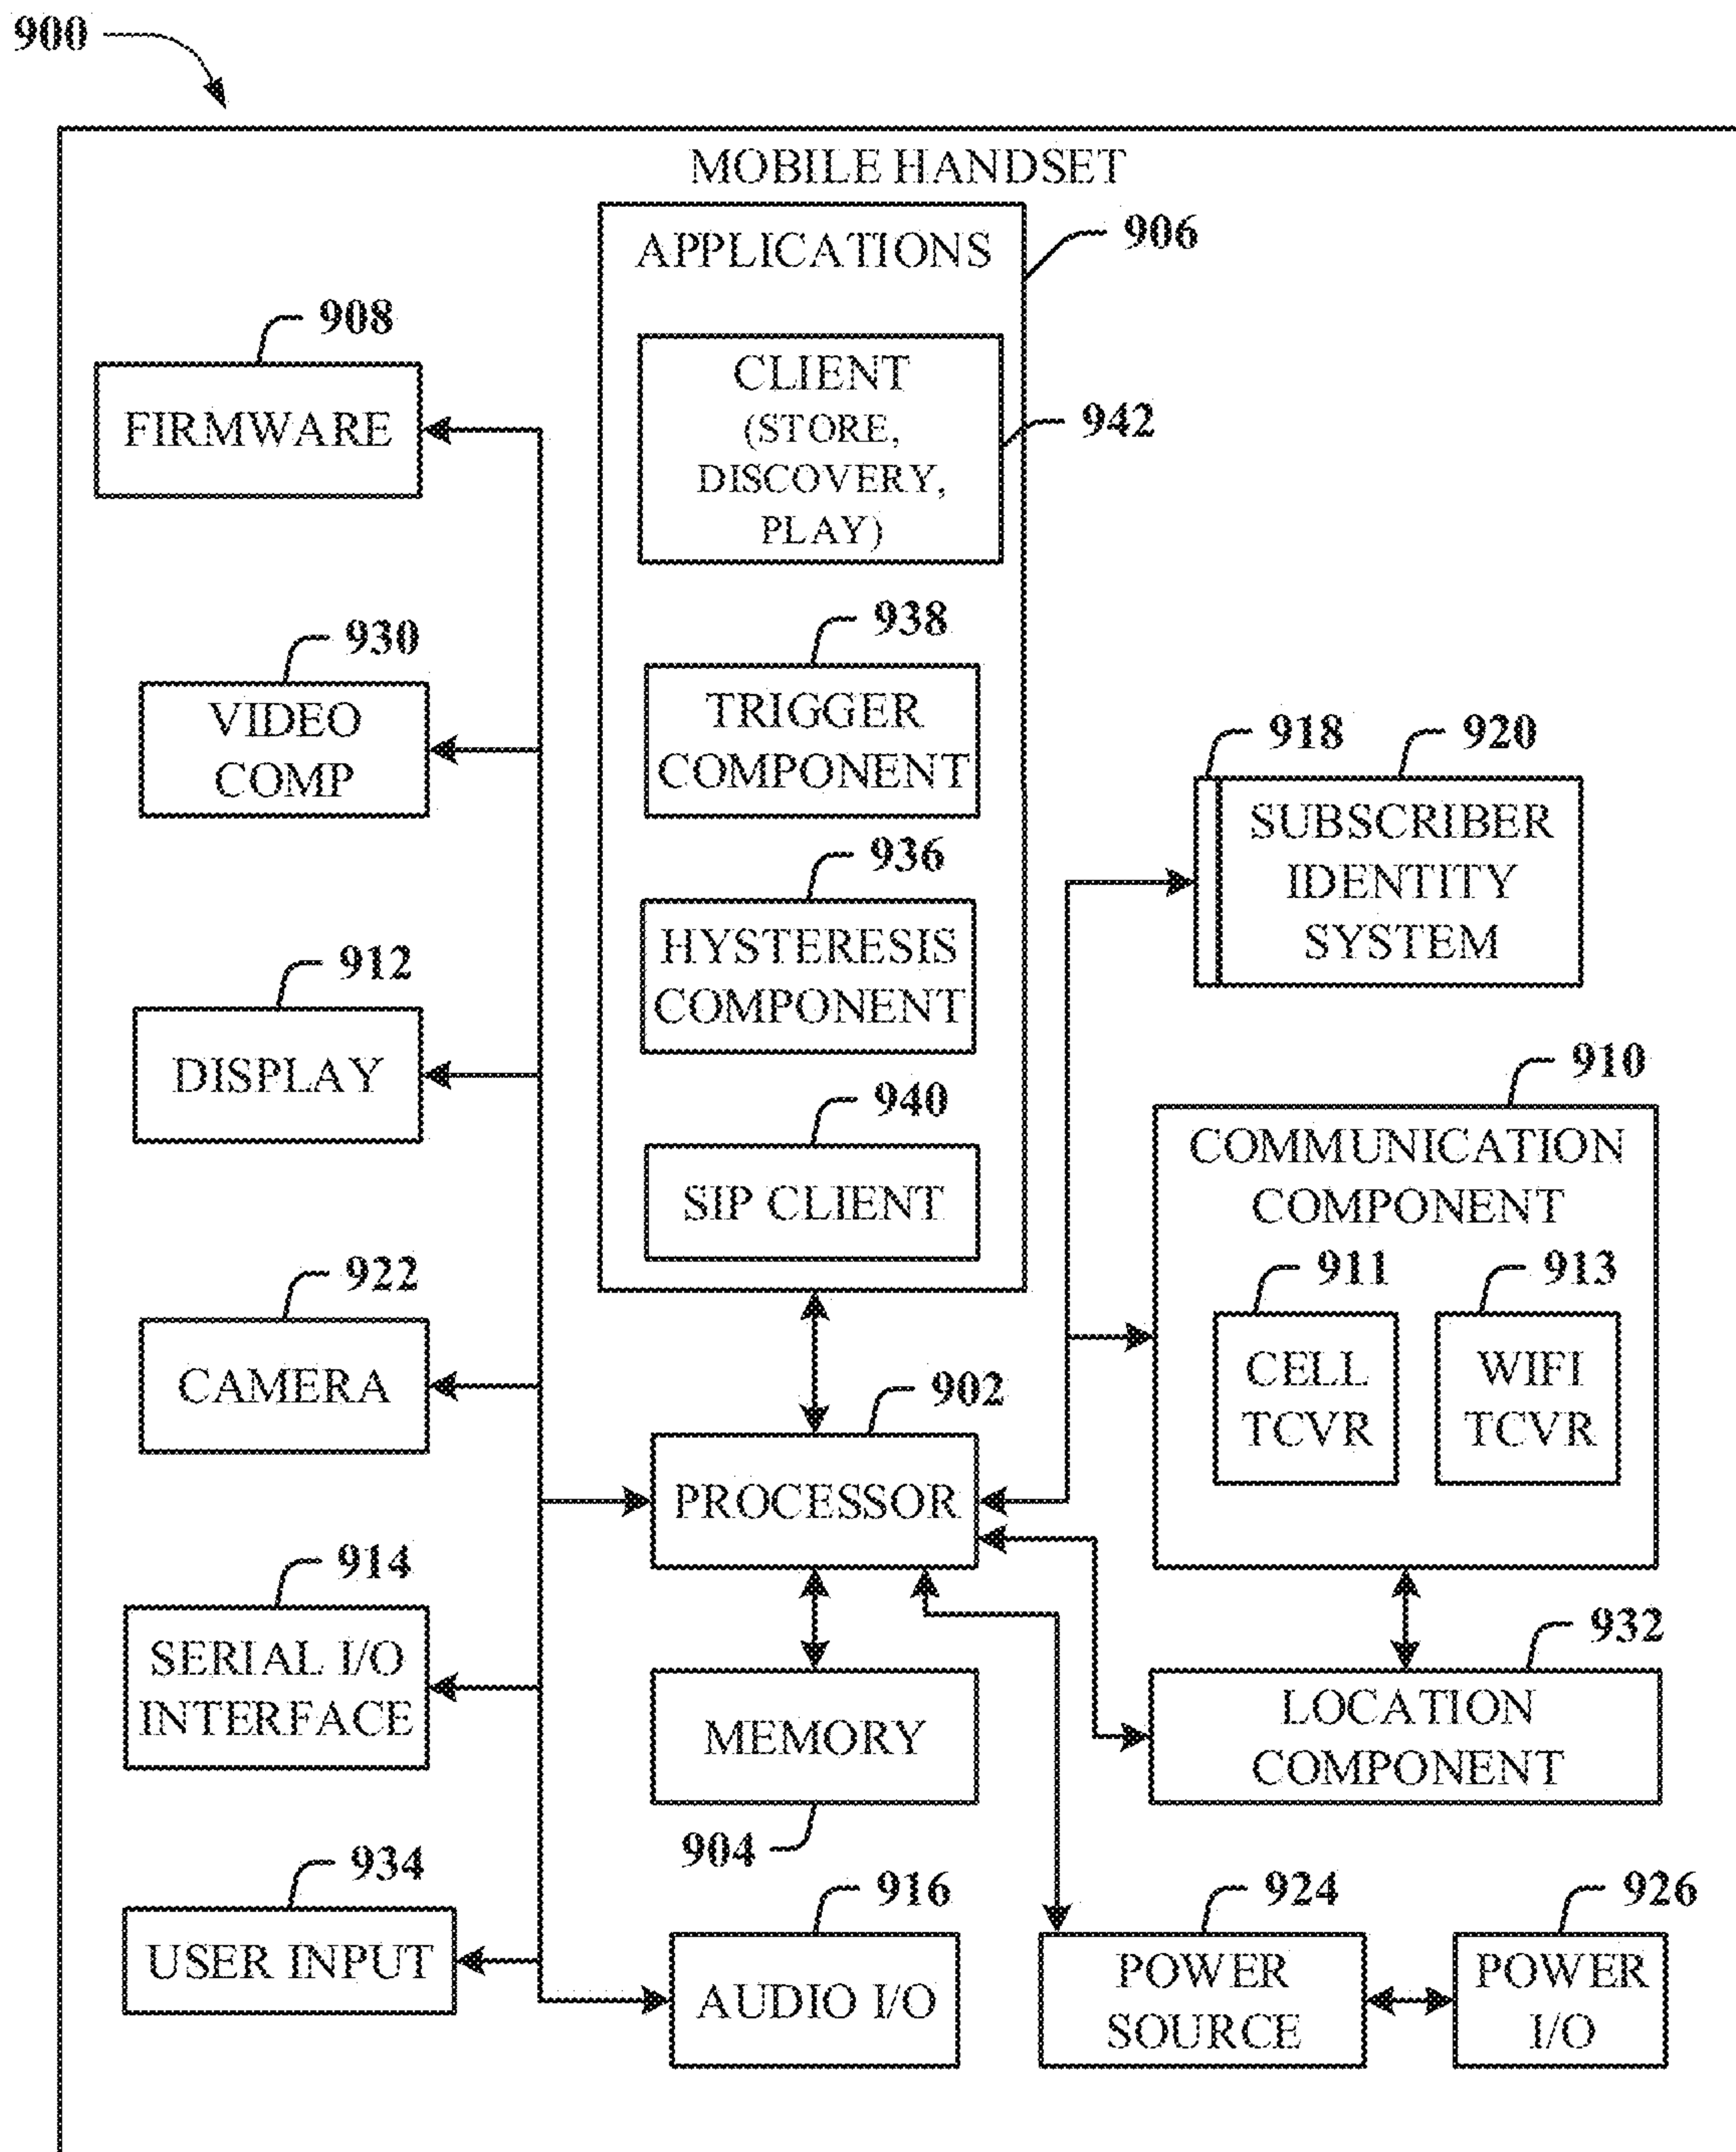 900
MOBILE HANDSET
APPLICATIONS
906
CLIENT
(STORE,
DISCOVERY,
PLAY)
942
908
FIRMWARE
938
TRIGGER
COMPONENT
930
VIDEO
COMP
918
920
SUBSCRIBER
IDENTITY
SYSTEM
936
HYSTERESIS
COMPONENT
912
DISPLAY
910
COMMUNICATION
COMPONENT
940
SIP CLIENT
911
CELL
TCVR
913
WIFI
TCVR
922
CAMERA
902
PROCESSOR
914
SERIAL I/O
INTERFACE
932
LOCATION
COMPONENT
MEMORY
904
934
USER INPUT
916
AUDIO I/O
924
POWER
SOURCE
926
POWER
I/O